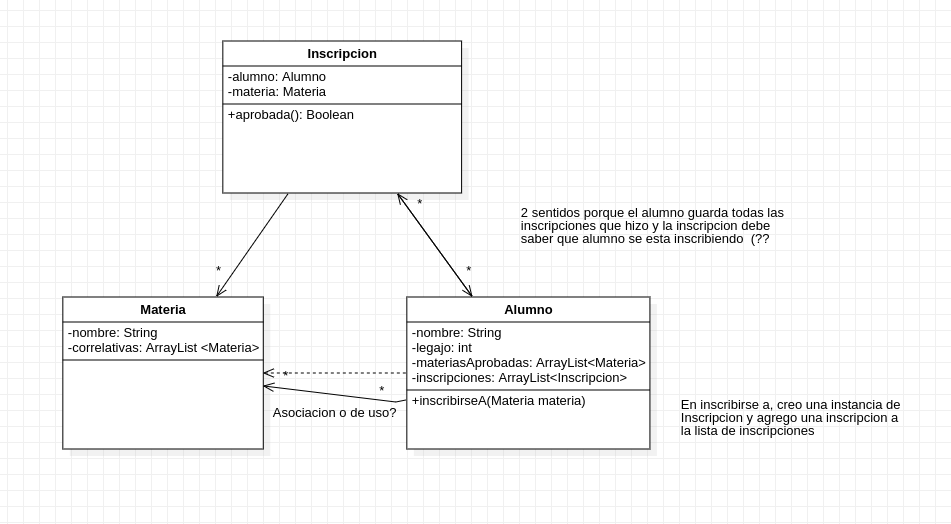 Inscripcion
-alumno: Alumno
-materia: Materia
+aprobada(): Boolean
*
2 sentidos porque el alumno guarda todas las
inscripciones que hizo y la inscripcion debe
saber que alumno se esta inscribiendo (??
*
*
Materia
-nombre: String
-correlativas: ArrayList <Materia>
Alumno
-nombre: String
-legajo: int
-materiasAprobadas: ArrayList<Materia>
-inscripciones: ArrayList<Inscripcion>
+inscribirseA(Materia materia)
*
*
Asociacion o de uso?
En inscribirse a, creo una instancia de
Inscripcion y agrego una inscripcion a
la lista de inscripciones